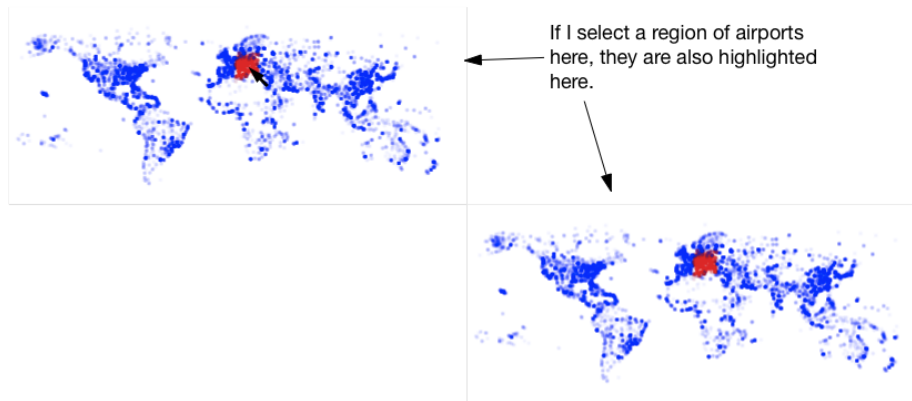 If I select a region of airports
here, they are also highlighted
here.